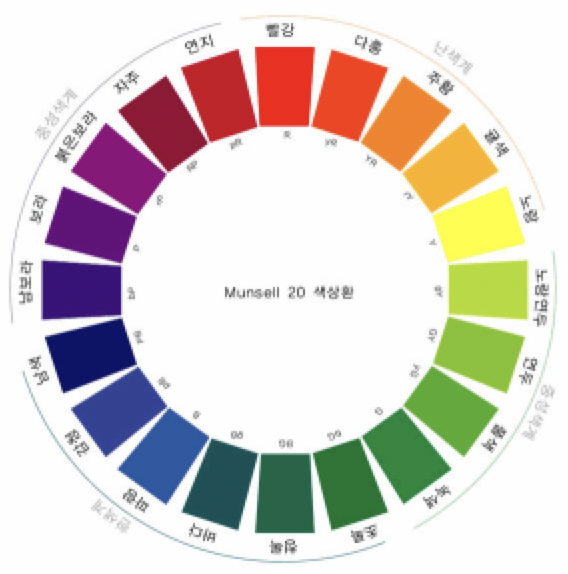 빨강
다홍
주황
귤색
노랑
노랑연두
연두
풀색
녹색
초록
청록
바다
파랑
감청
남색
남보라
보라
붉은보라
자주
연지
난색계
중성색계
한색계
중성색계
R
yR
YR
rY
Y
gY
GY
yG
G
bG
BG
gB
B
pB
PB
bP
P
rP
RP
pR
Munsell 20 색상환